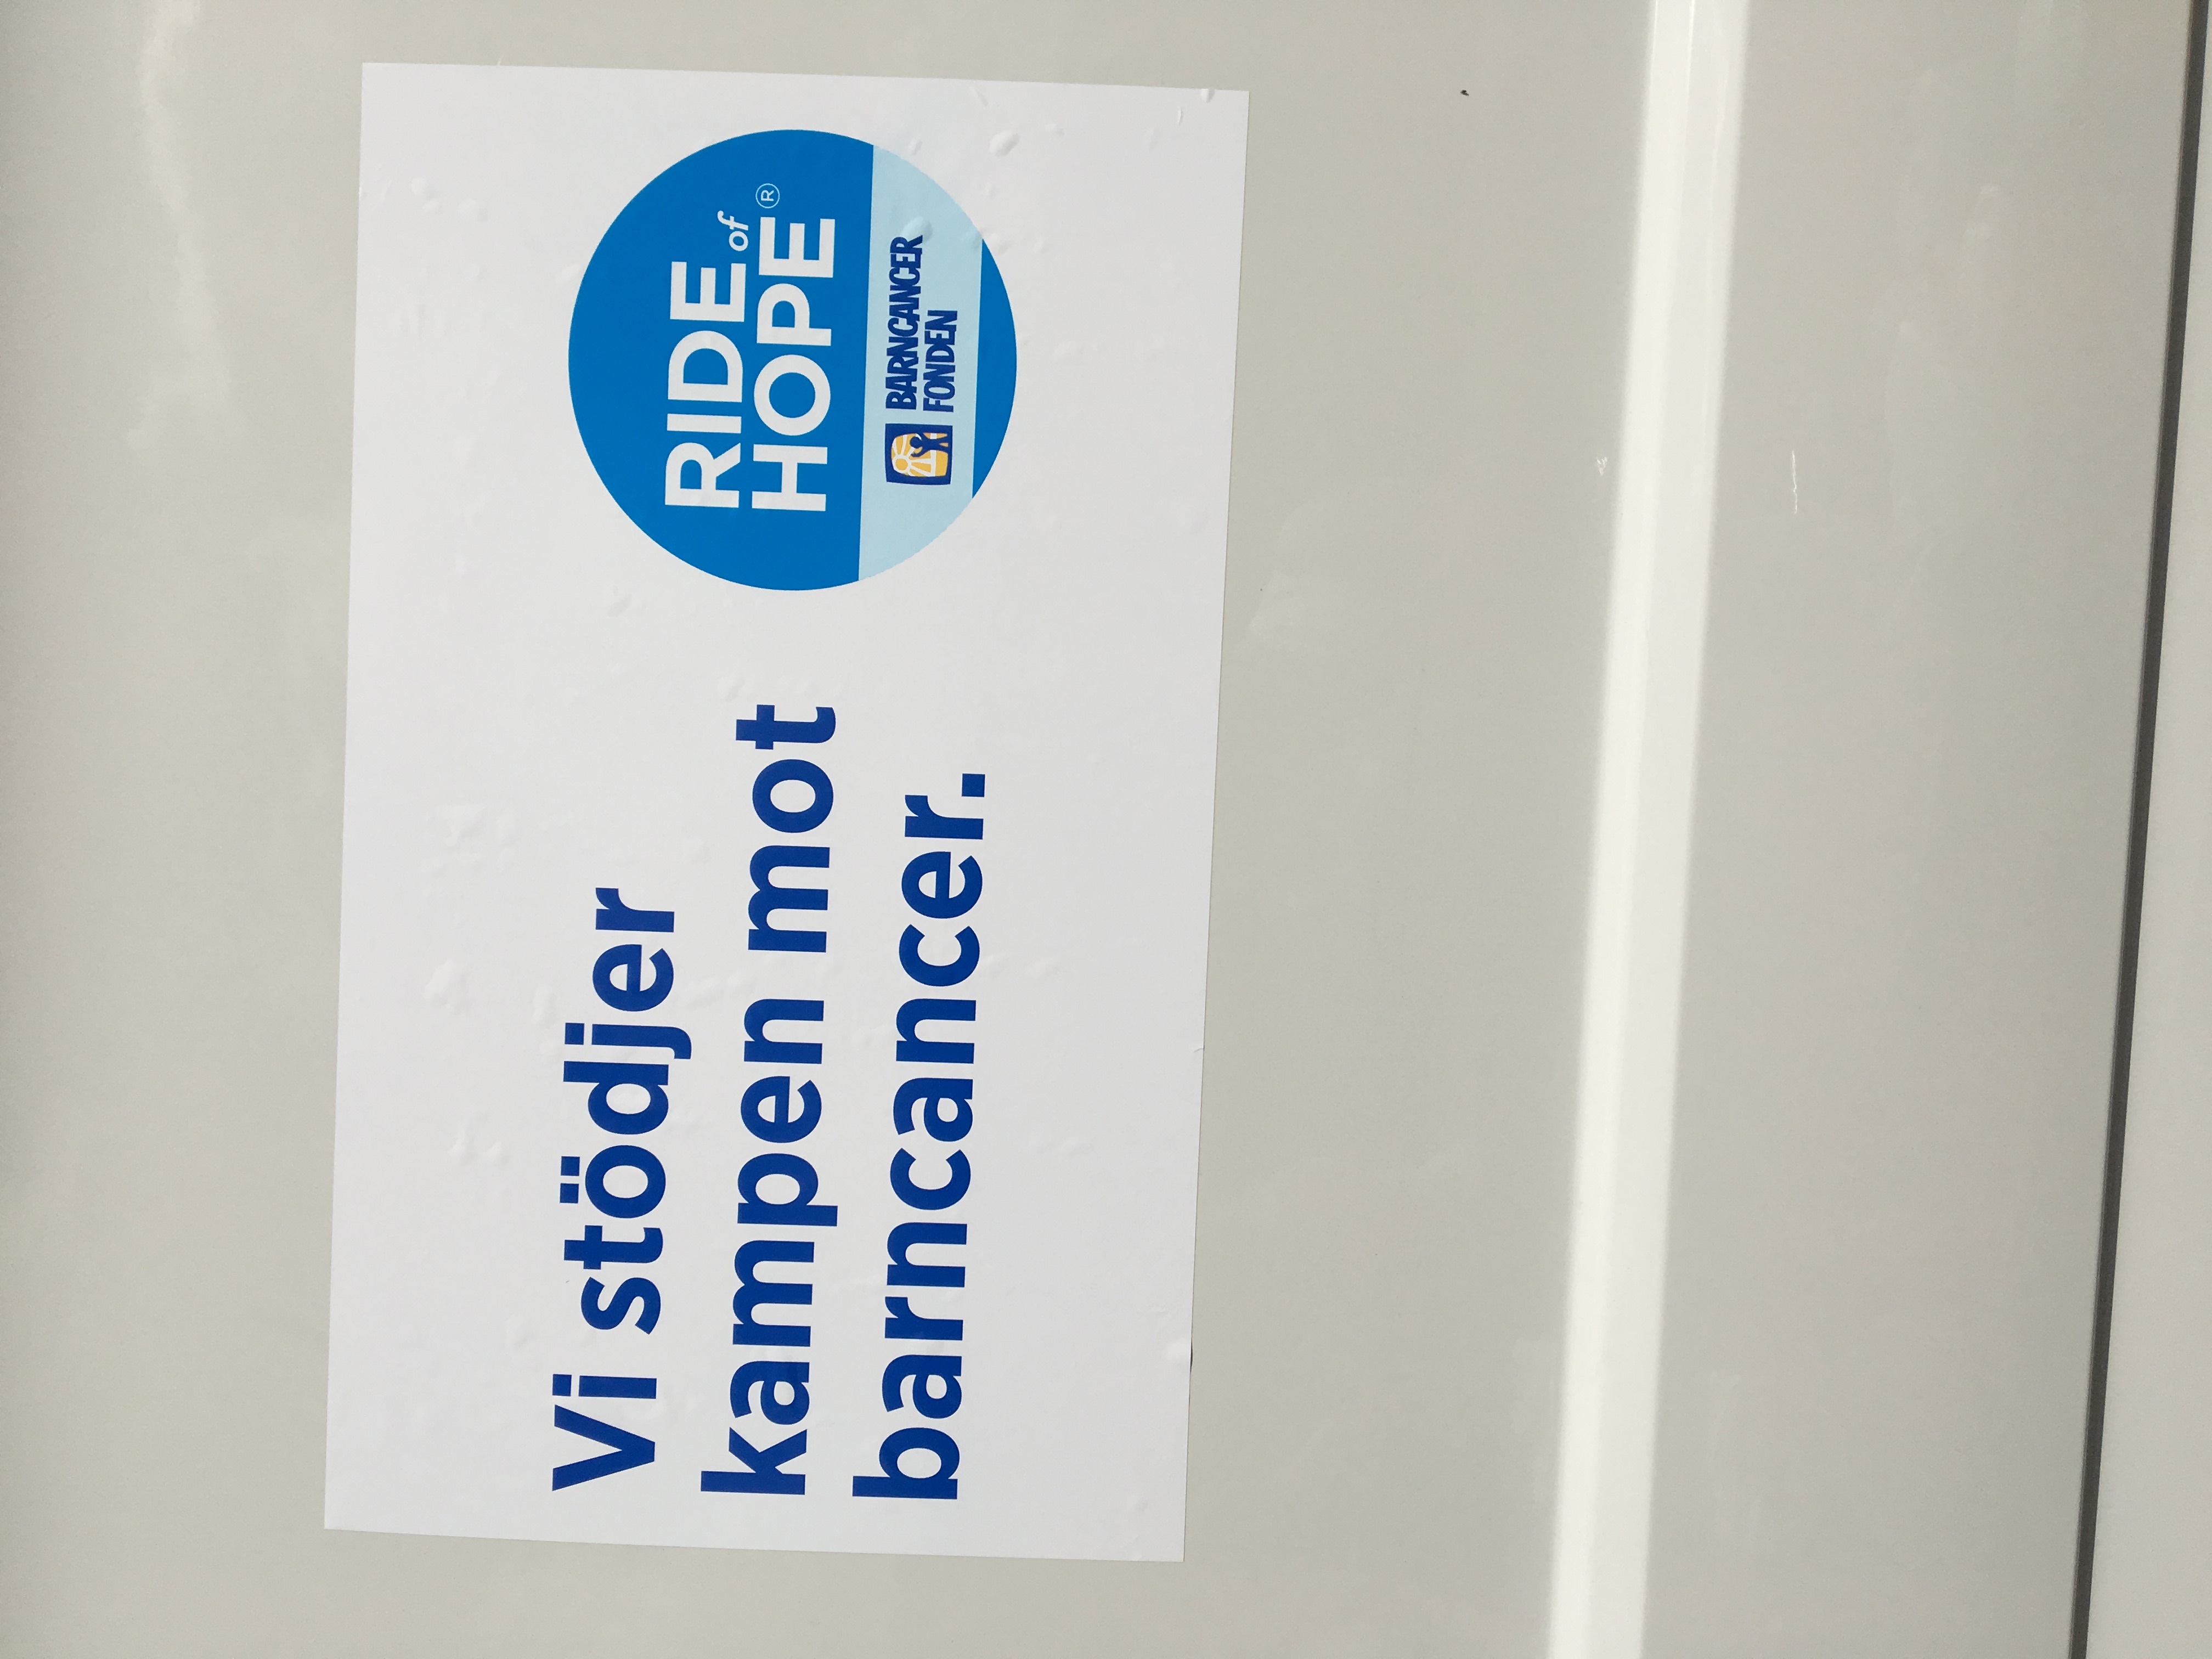 Vi stödjer
kampen mot
barncancer.
RIDE of
HOPE®
BARNCANCER
FONDEN